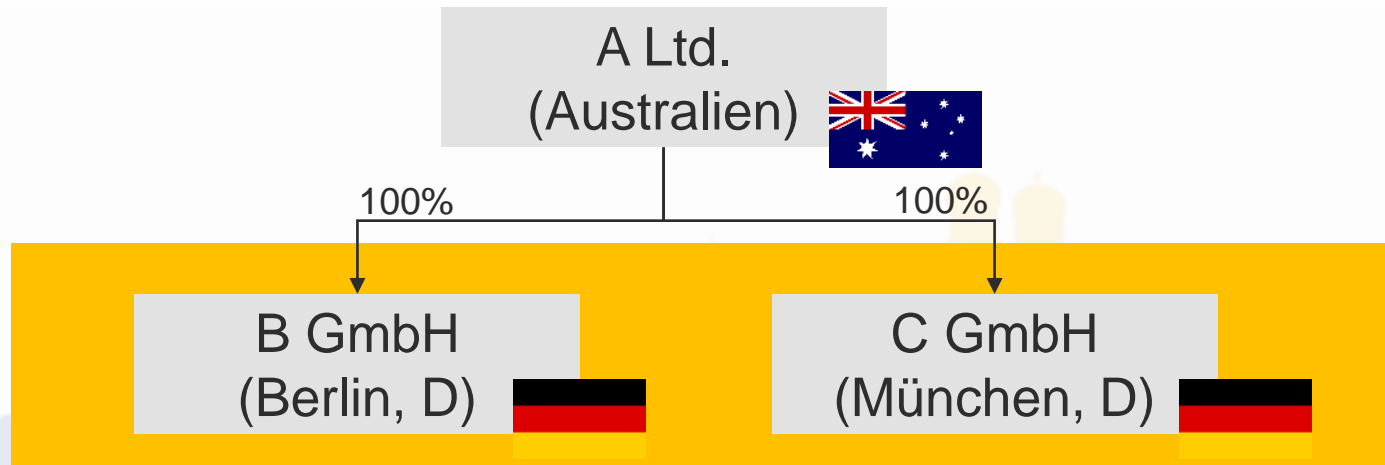 A Ltd.
(Australien)
100%
100%
B GmbH
(Berlin, D)
C GmbH
(München, D)